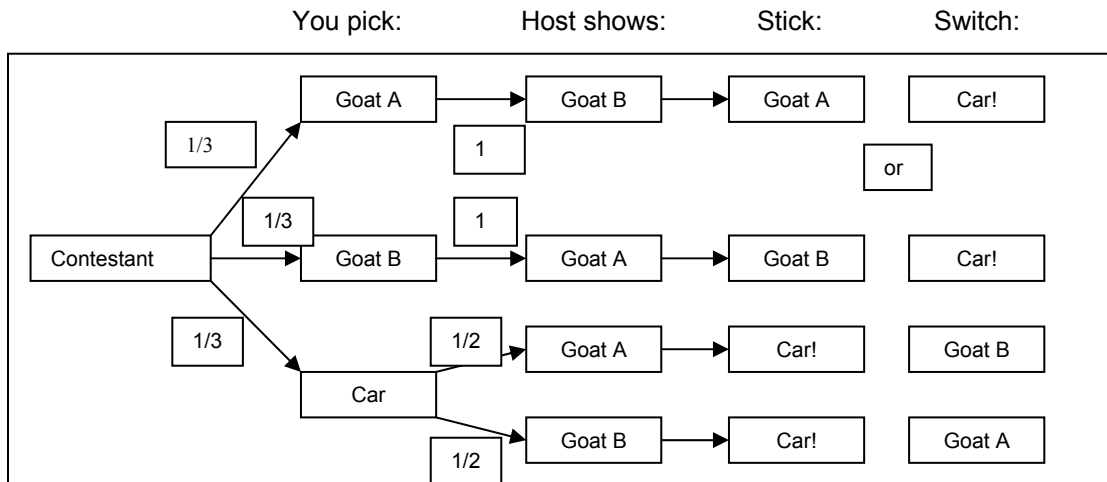 You pick: Host shows: Stick: Switch:
Goat A Goat B Goat A Car!
1/3 1 or
1/3 1
Contestant Goat B Goat A Goat B Car!
1/3 1/2 Goat A Car! Goat B
Car
1/2 Goat B Car! Goat A